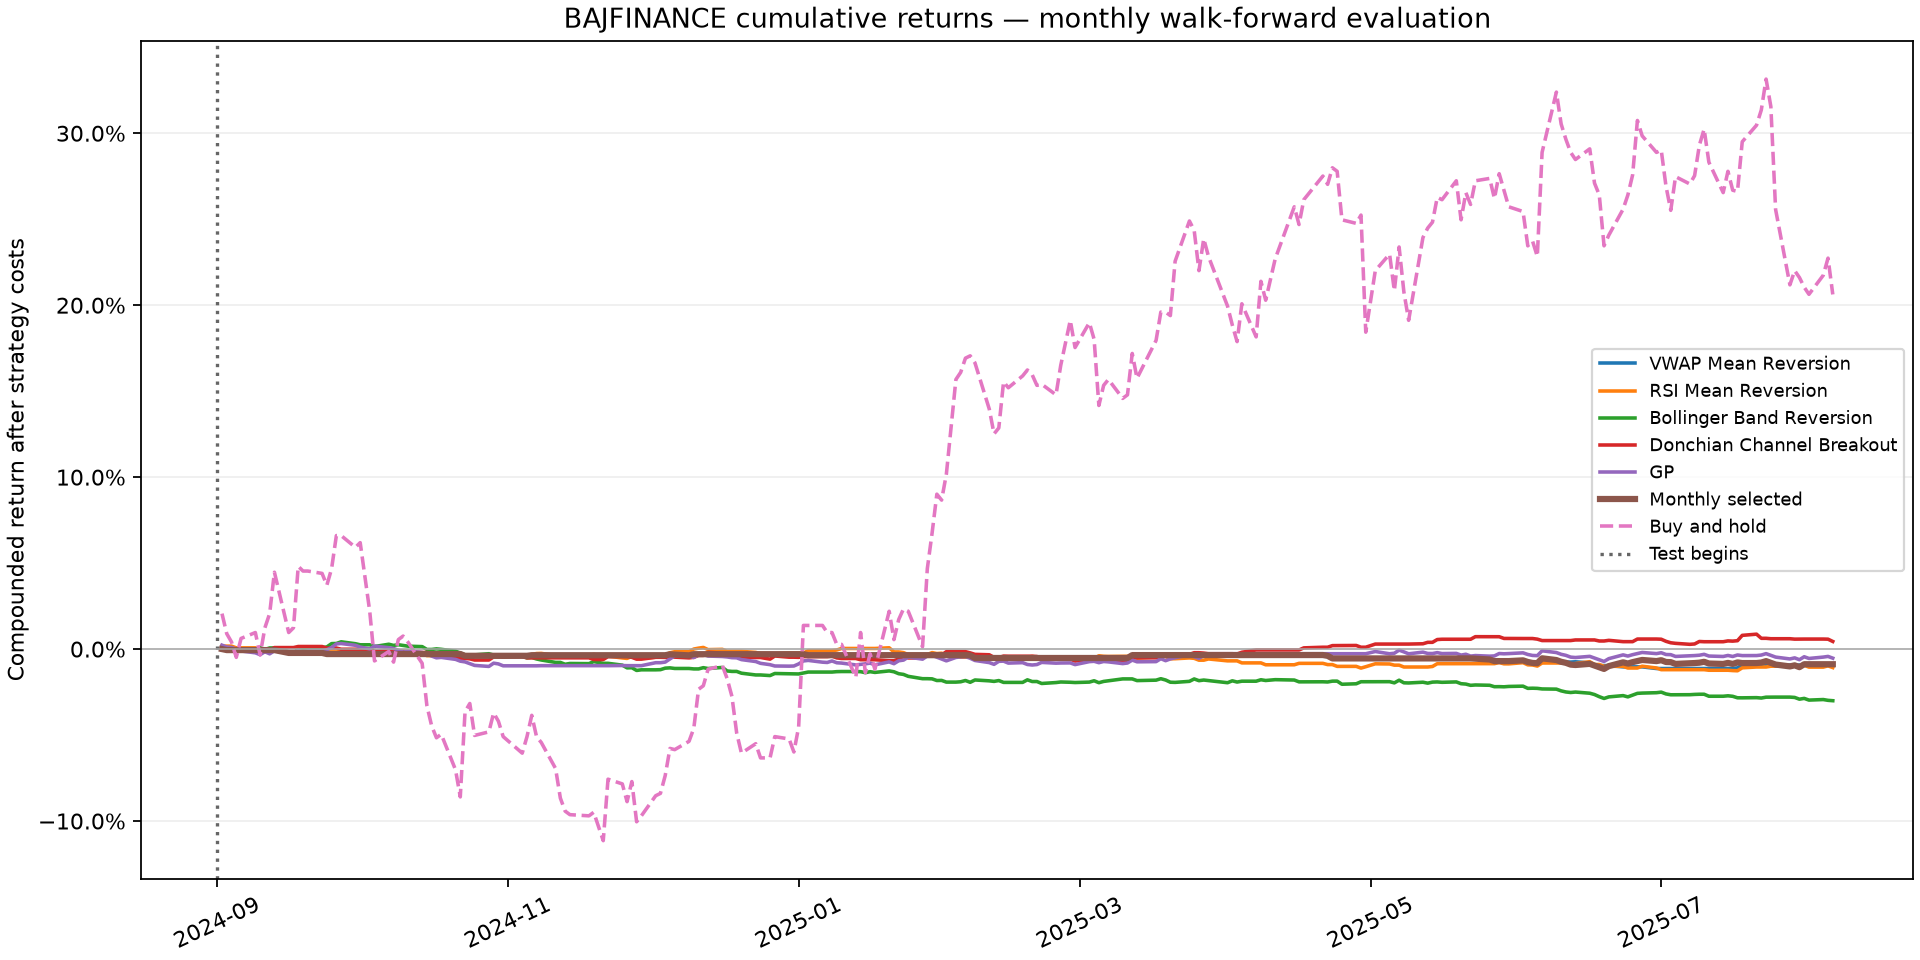 BAJFINANCE cumulative returns — monthly walk-forward evaluation
Compounded return after strategy costs
30.0%
20.0%
10.0%
0.0%
−10.0%
VWAP Mean Reversion
RSI Mean Reversion
Bollinger Band Reversion
Donchian Channel Breakout
GP
Monthly selected
Buy and hold
Test begins
2024-09
2024-11
2025-01
2025-03
2025-05
2025-07